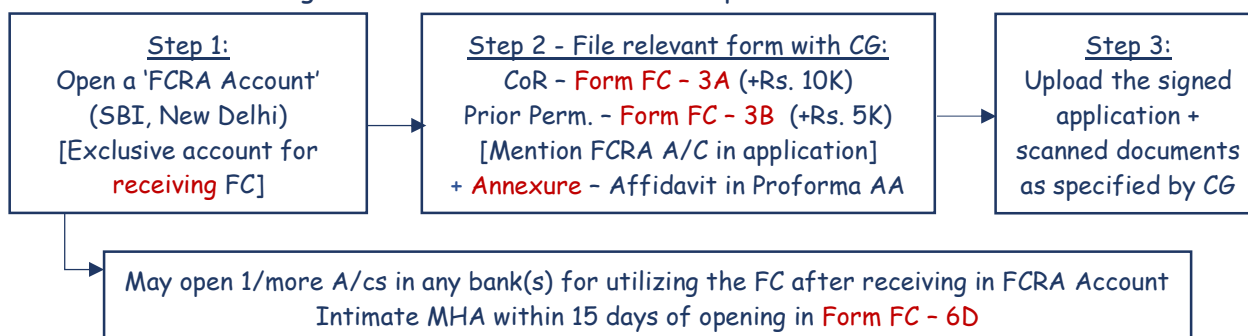 Step 1:
Open a ‘FCRA Account’
(SBI, New Delhi)
[Exclusive account for
receiving FC]
Step 2 - File relevant form with CG:
CoR – Form FC – 3A (+Rs. 10K)
Prior Perm. – Form FC – 3B (+Rs. 5K)
[Mention FCRA A/C in application]
+ Annexure – Affidavit in Proforma AA
Step 3:
Upload the signed
application +
scanned documents
as specified by CG
May open 1/more A/cs in any bank(s) for utilizing the FC after receiving in FCRA Account
Intimate MHA within 15 days of opening in Form FC – 6D